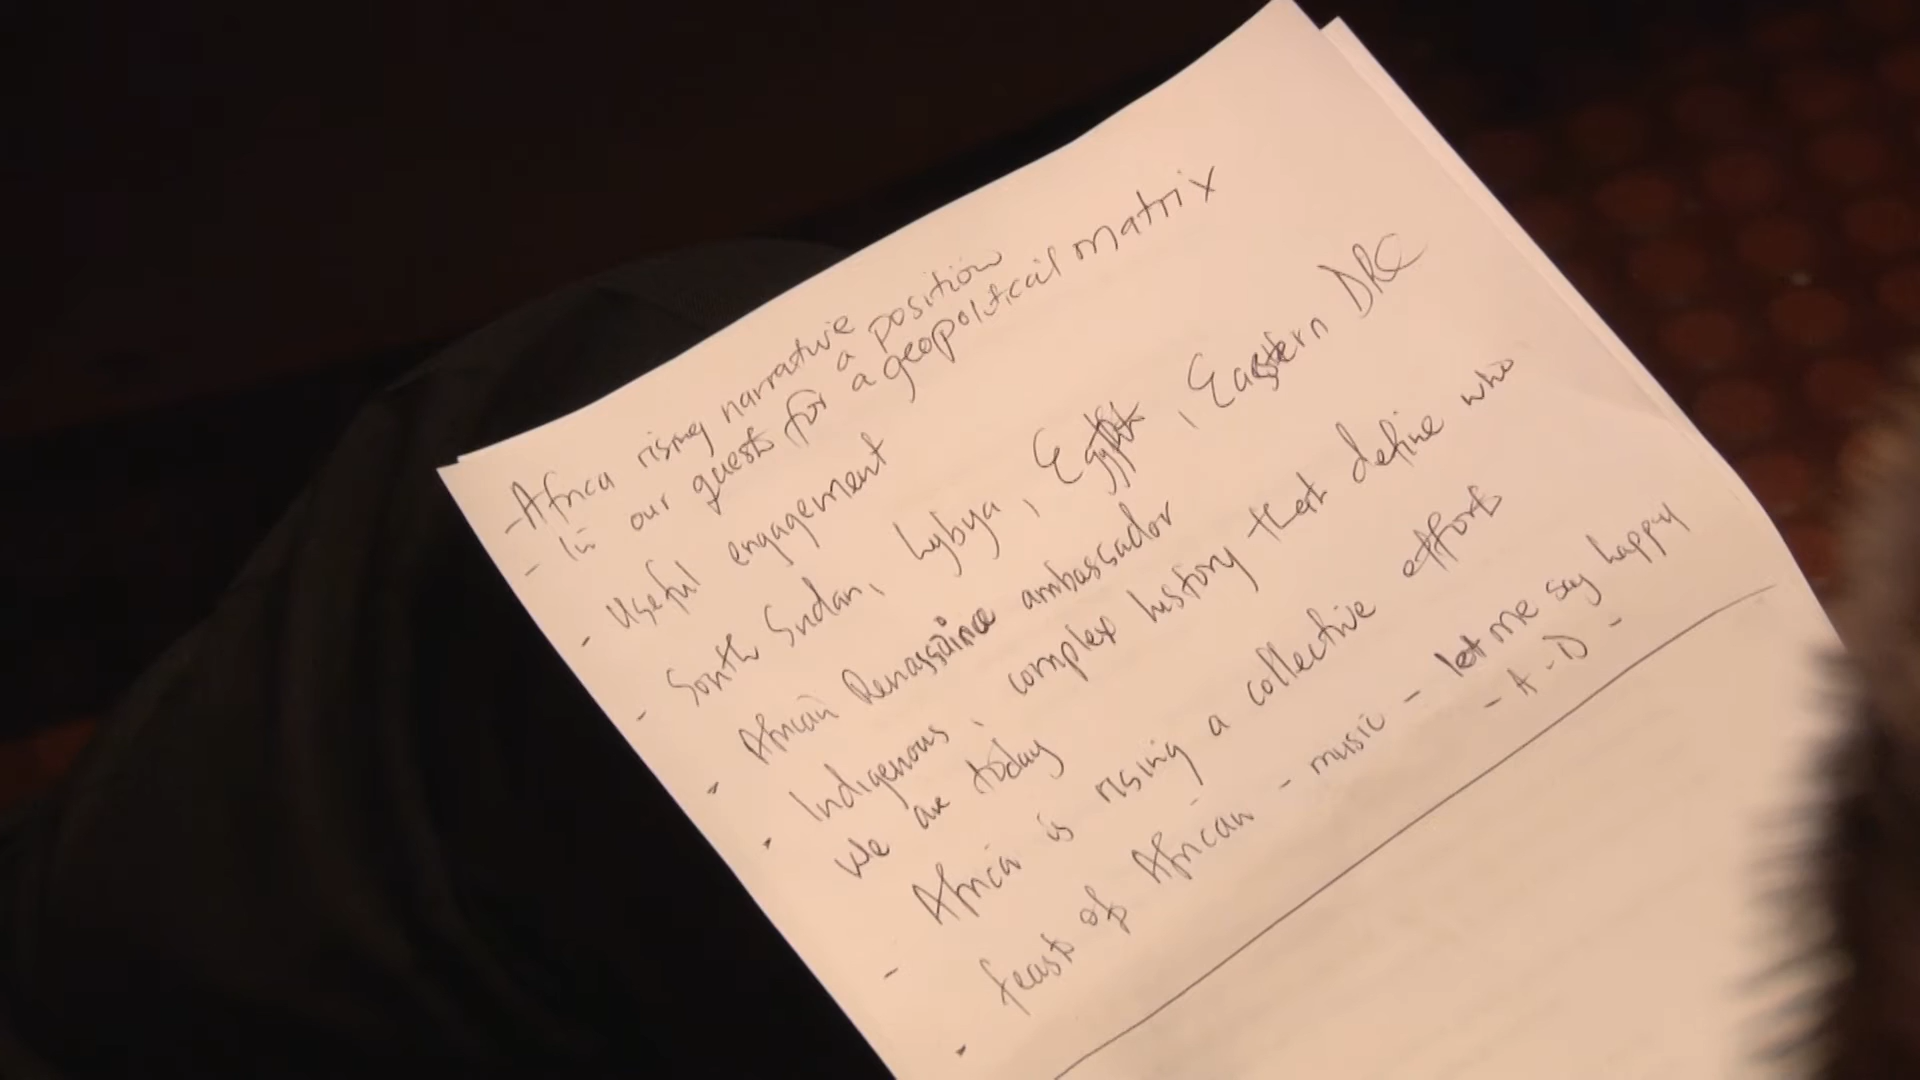 - Africa rising narrative
- In our quest for a position
a geopolitical matrix
- Useful engagement
- South Sudan, Lybya, Egypt, Eastern DRC
- African Renassaince ambassador
- Indigenous, complex history that define who
we are today
- Africa is rising a collective effort
- feast of African - music - let me say happy
- A - D -